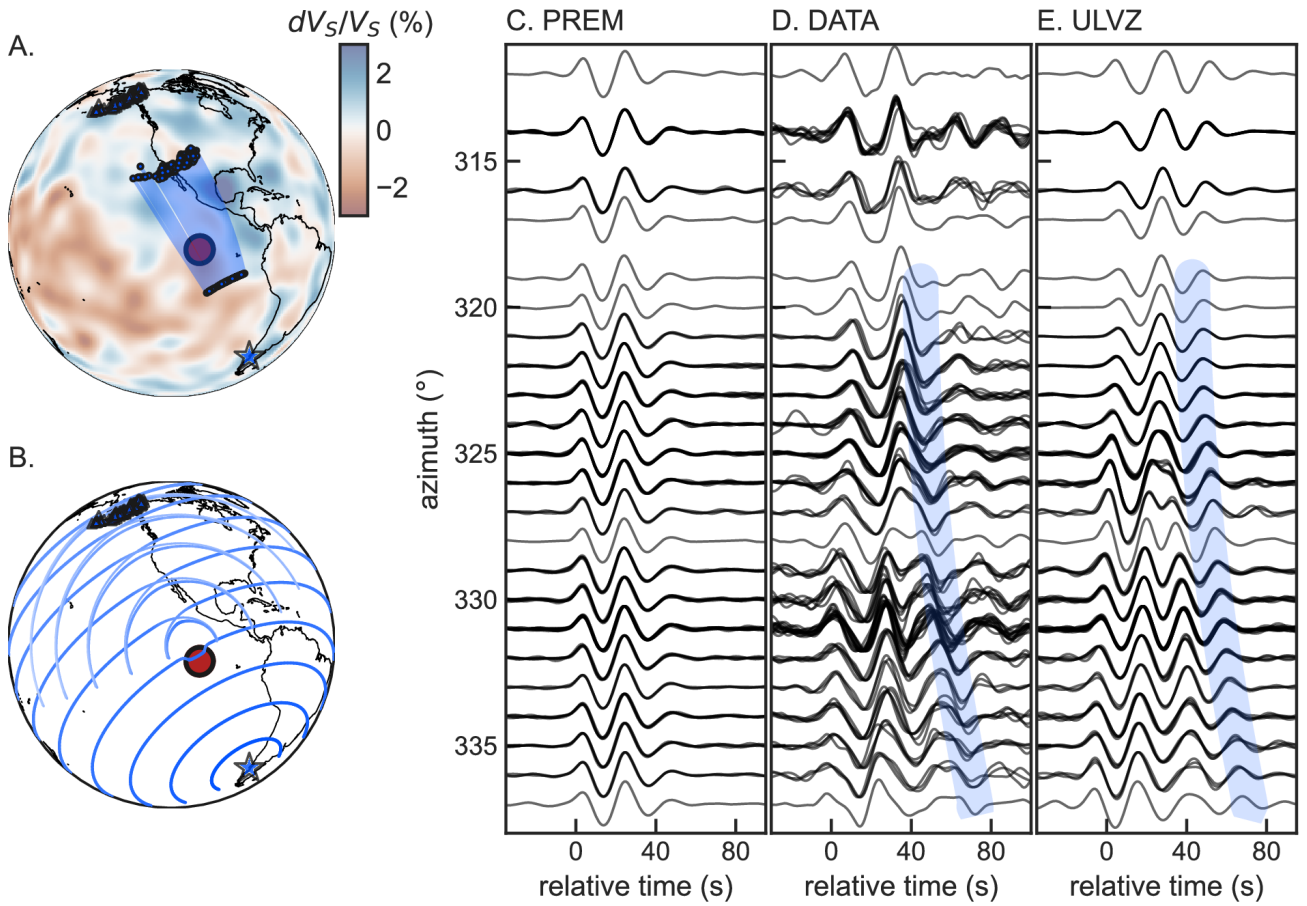 A.
dV_S/V_S (%)
2
0
−2
B.
C. PREM
D. DATA
E. ULVZ
azimuth (°)
315
320
325
330
335
0 40 80
0 40 80
0 40 80
relative time (s)
relative time (s)
relative time (s)